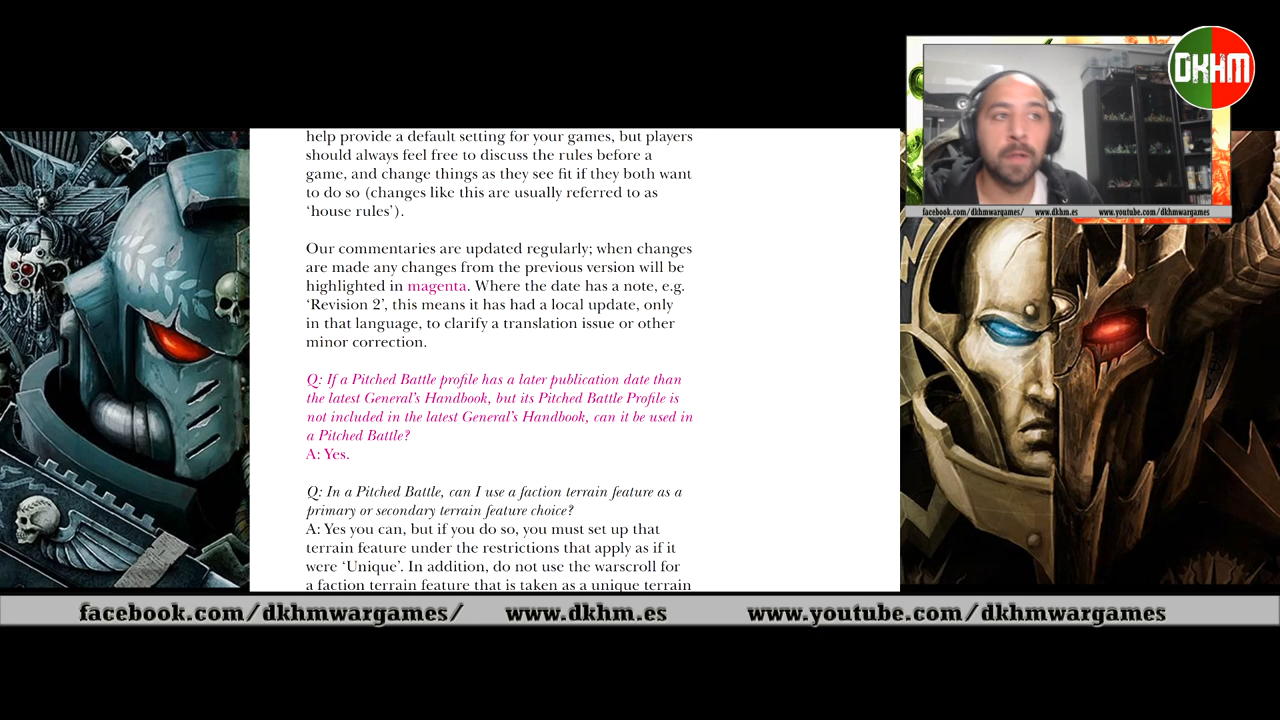 DKHM
facebook.com/dkhmwargames/ www.dkhm.es www.youtube.com/dkhmwargames
help provide a default setting for your games, but players
should always feel free to discuss the rules before a
game, and change things as they see fit if they both want
to do so (changes like this are usually referred to as
‘house rules’).
Our commentaries are updated regularly; when changes
are made any changes from the previous version will be
highlighted in magenta. Where the date has a note, e.g.
‘Revision 2’, this means it has had a local update, only
in that language, to clarify a translation issue or other
minor correction.
Q: If a Pitched Battle profile has a later publication date than
the latest General’s Handbook, but its Pitched Battle Profile is
not included in the latest General’s Handbook, can it be used in
a Pitched Battle?
A: Yes.
Q: In a Pitched Battle, can I use a faction terrain feature as a
primary or secondary terrain feature choice?
A: Yes you can, but if you do so, you must set up that
terrain feature under the restrictions that apply as if it
were ‘Unique’. In addition, do not use the warscroll for
a faction terrain feature that is taken as a unique terrain
facebook.com/dkhmwargames/ www.dkhm.es www.youtube.com/dkhmwargames